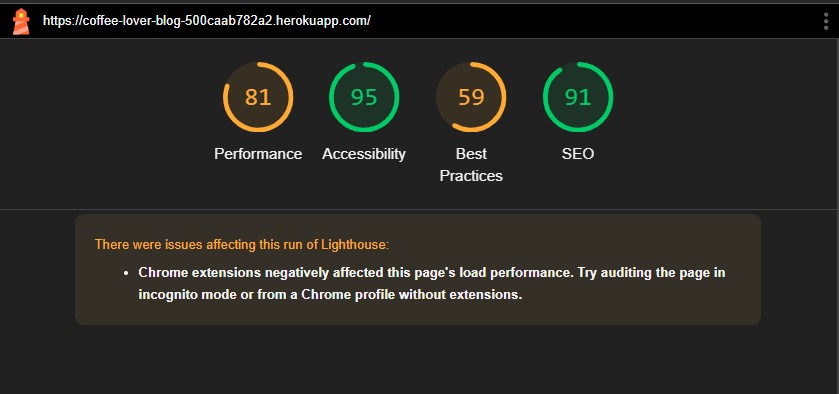 https://coffee-lover-blog-500caab782a2.herokuapp.com/
81 95 59 91
Performance Accessibility Best Practices SEO
There were issues affecting this run of Lighthouse:
• Chrome extensions negatively affected this page's load performance. Try auditing the page in
incognito mode or from a Chrome profile without extensions.